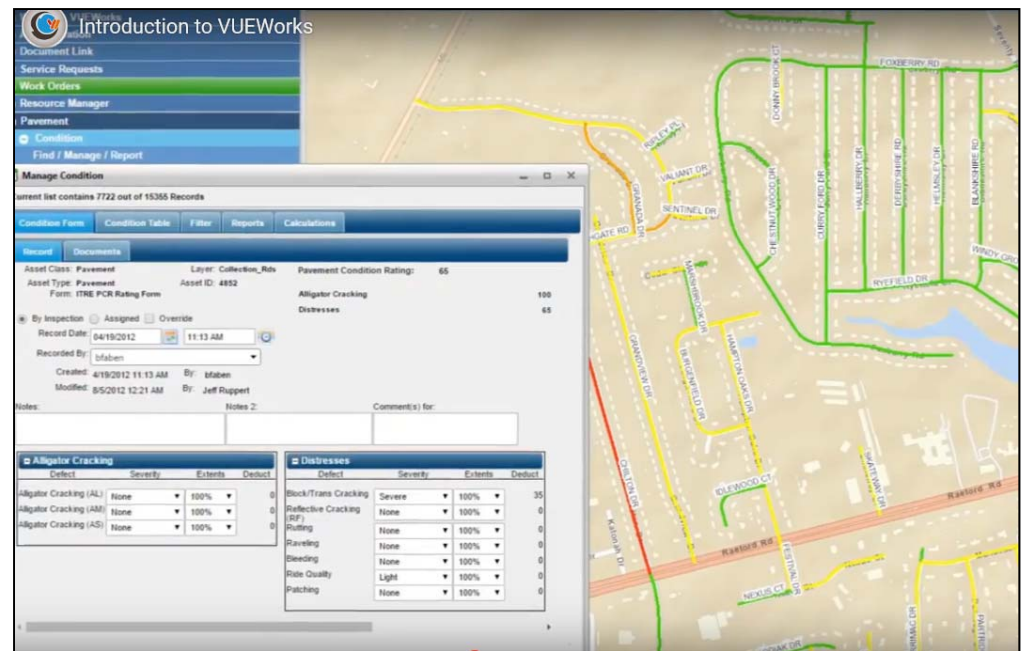 Introduction to VUEWorks
Document Link
Service Requests
Work Orders
Resource Manager
Pavement
Condition
Find / Manage / Report
Manage Condition
Current list contains 7722 out of 15355 Records
Condition Form Condition Table Filter Reports Calculations
Record Documents
Asset Class: Pavement Layer: Collection_Rds Pavement Condition Rating: 65
Asset Type: Pavement Asset ID: 4852
Form: ITRE PCR Rating Form Alligator Cracking 100
Distresses 65
By Inspection Assigned Override
Record Date: 04/19/2012 11:13 AM
Recorded By: bfaben
Created: 4/19/2012 11:13 AM By: bfaben
Modified: 8/5/2012 12:21 AM By: Jeff Ruppert
Notes: Notes 2: Comment(s) for:
Alligator Cracking
Defect Severity Extents Deduct
Alligator Cracking (AL) None 100% 0
Alligator Cracking (AM) None 100% 0
Alligator Cracking (AS) None 100% 0
Distresses
Defect Severity Extents Deduct
Block/Trans Cracking Severe 100% 35
Reflective Cracking (RF) None 100% 0
Rutting None 100% 0
Raveling None 100% 0
Bleeding None 100% 0
Ride Quality Light 100% 0
Patching None 100% 0
FOXBERRY RD
DONNY BROOK CT
RIPLEY PL
VALIANT DR
SENTINEL DR
GRANADA DR
CHESTNUT WOOD DR
CURRY FORD DR
HALLBERRY DR
DERBYSHIRE RD
HELMSLEY DR
BLANKSHIRE RD
RYEFIELD DR
MARSHBROOK DR
GRANDVIEW DR
BURGENFIELD DR
HAMPTON OAKS DR
CHILTON DR
IDLEWOOD CT
SKATEWAY DR
Raeford Rd
Raeford Rd
Katonah Dr
FESTIVAL DR
NEXUS CT